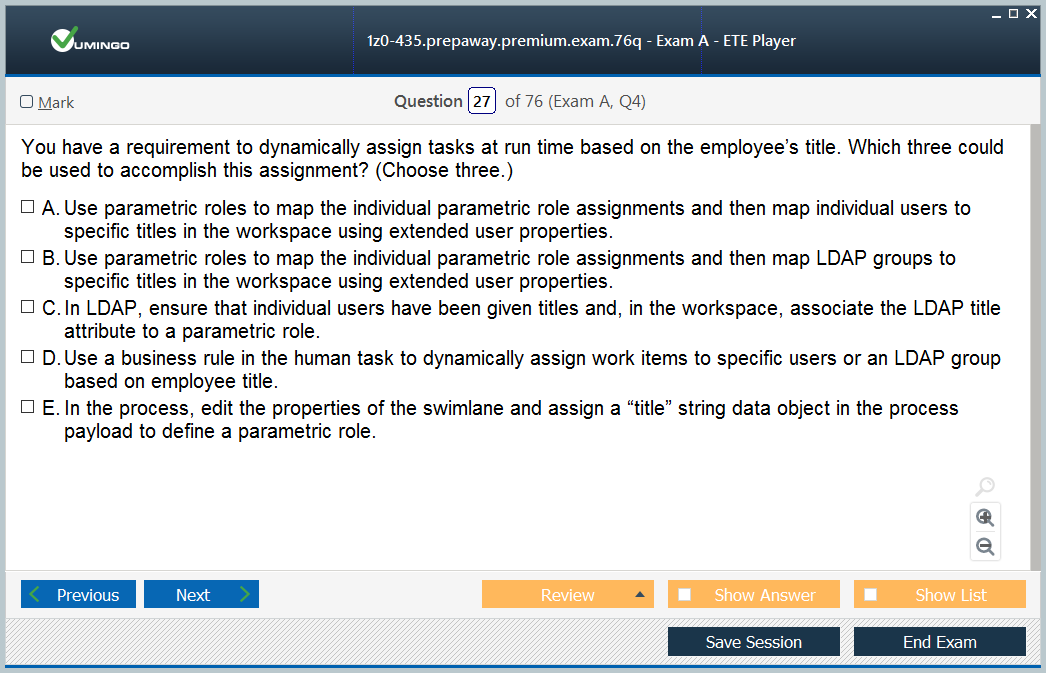 VUMINGO
1z0-435.prepaway.premium.exam.76q - Exam A - ETE Player
Mark
Question 27 of 76 (Exam A, Q4)
You have a requirement to dynamically assign tasks at run time based on the employee’s title. Which three could
be used to accomplish this assignment? (Choose three.)
A. Use parametric roles to map the individual parametric role assignments and then map individual users to
specific titles in the workspace using extended user properties.
B. Use parametric roles to map the individual parametric role assignments and then map LDAP groups to
specific titles in the workspace using extended user properties.
C. In LDAP, ensure that individual users have been given titles and, in the workspace, associate the LDAP title
attribute to a parametric role.
D. Use a business rule in the human task to dynamically assign work items to specific users or an LDAP group
based on employee title.
E. In the process, edit the properties of the swimlane and assign a “title” string data object in the process
payload to define a parametric role.
Previous
Next
Review
Show Answer
Show List
Save Session
End Exam